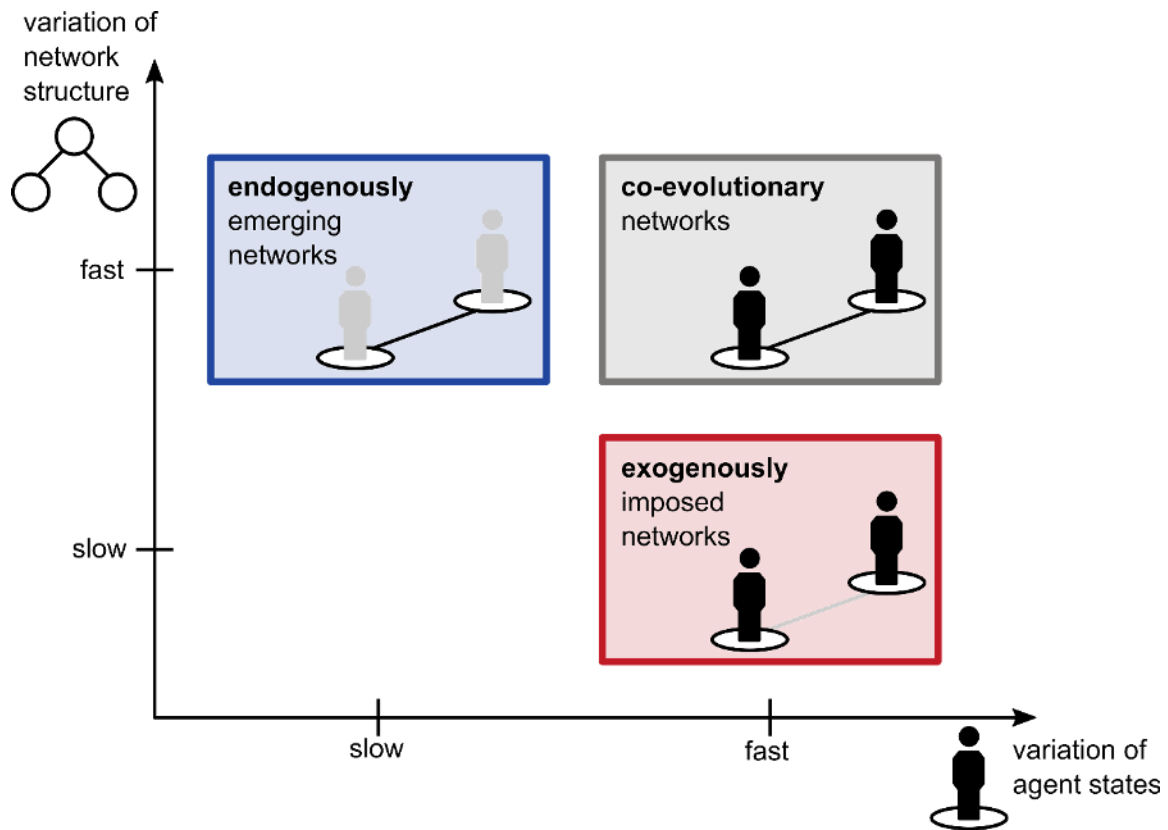 variation of
network
structure
endogenously
emerging
networks
co-evolutionary
networks
fast
exogenously
imposed
networks
slow
slow
fast
variation of
agent states